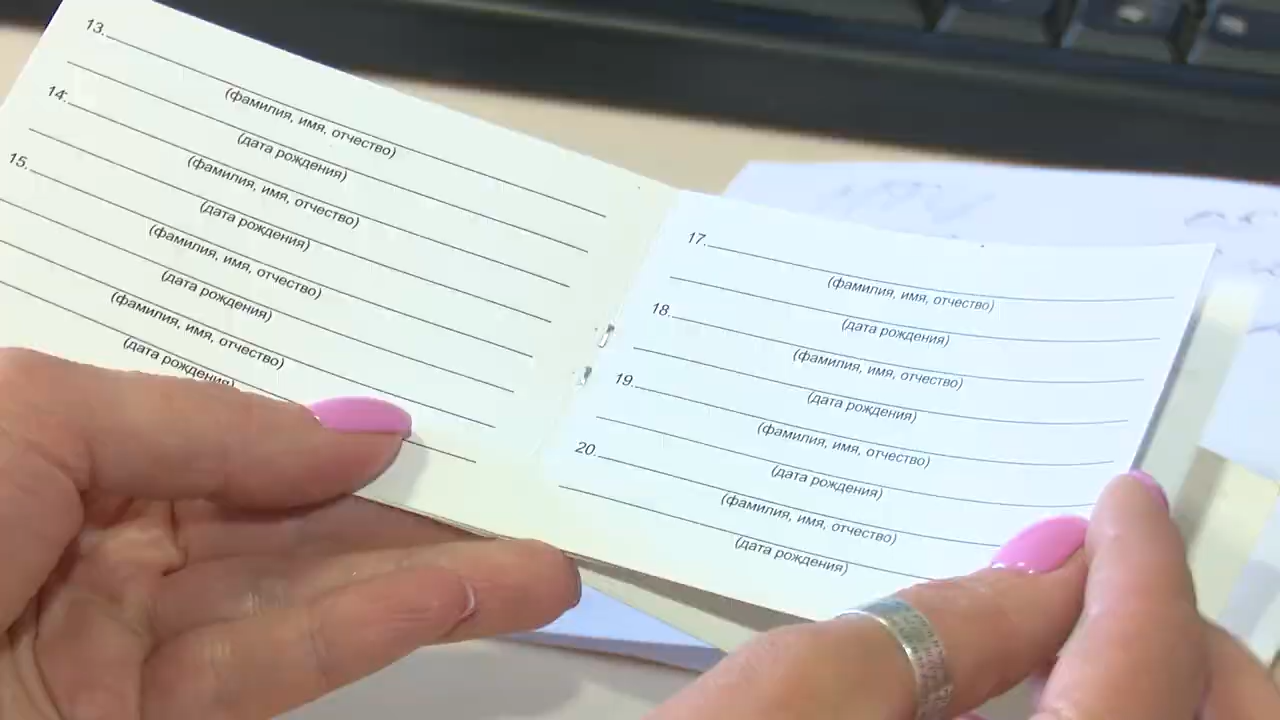 13.
(фамилия, имя, отчество)
(дата рождения)
14.
(фамилия, имя, отчество)
(дата рождения)
15.
(фамилия, имя, отчество)
(дата рождения)
(фамилия, имя, отчество)
(дата рождения)
17.
(фамилия, имя, отчество)
(дата рождения)
18.
(фамилия, имя, отчество)
(дата рождения)
19.
(фамилия, имя, отчество)
(дата рождения)
20.
(фамилия, имя, отчество)
(дата рождения)